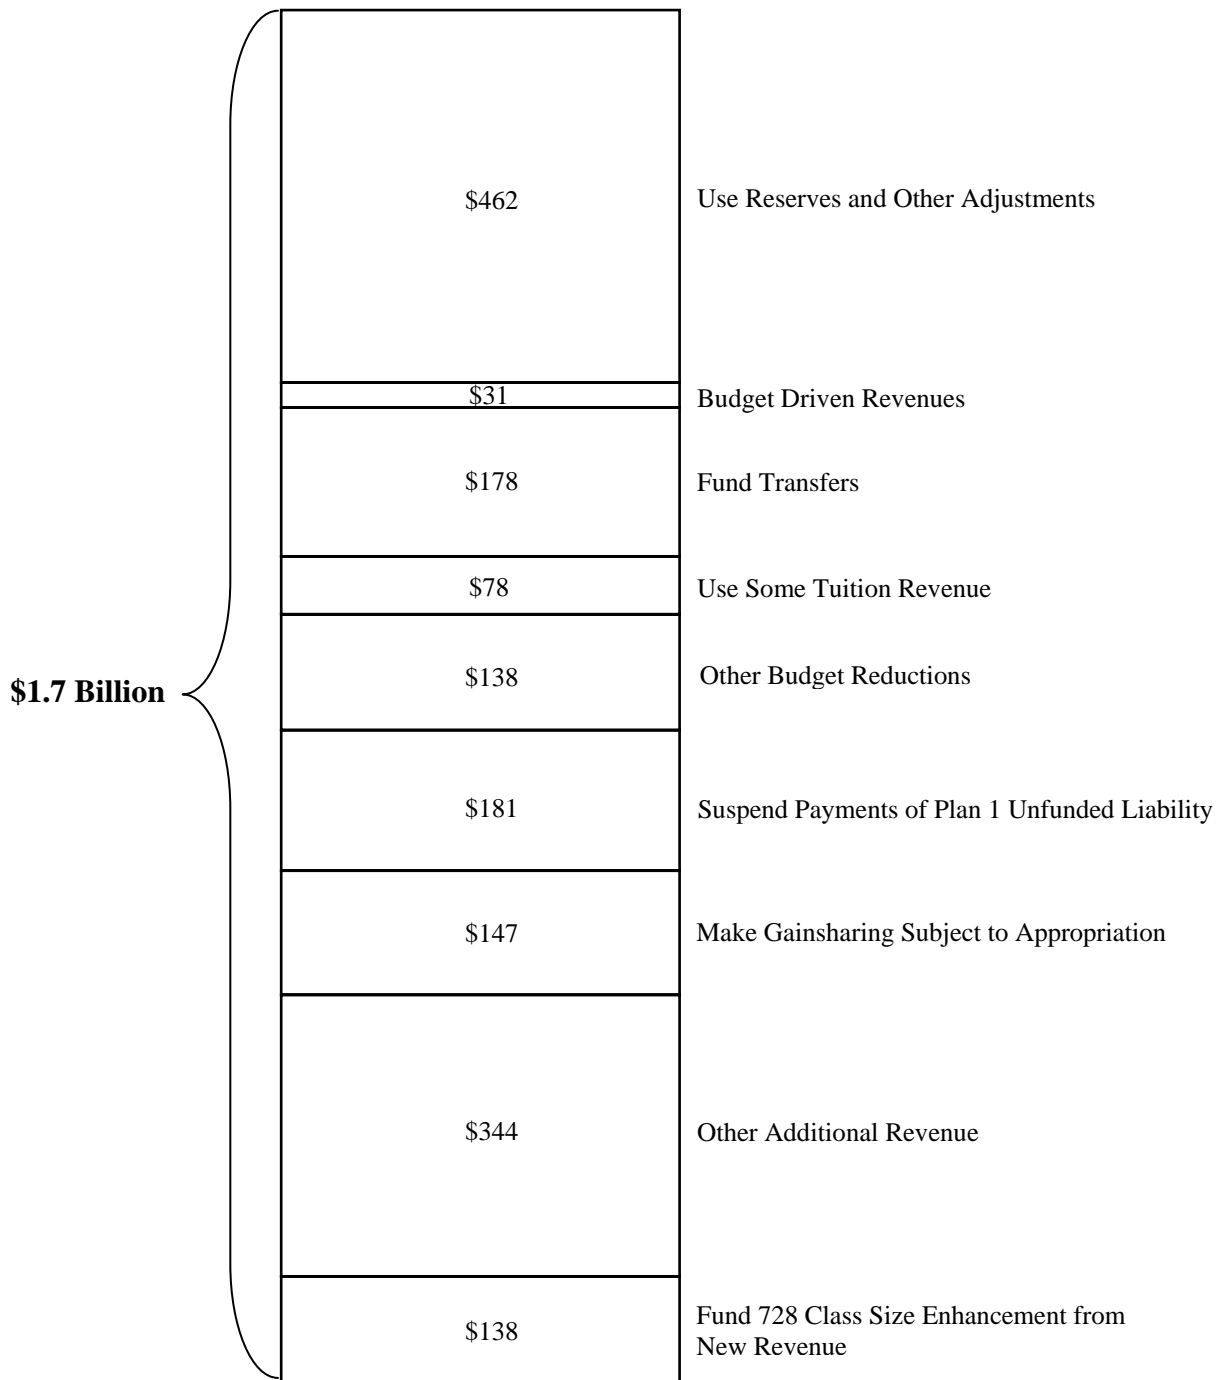 $462 Use Reserves and Other Adjustments
$31 Budget Driven Revenues
$178 Fund Transfers
$78 Use Some Tuition Revenue
$138 Other Budget Reductions
$1.7 Billion
$181 Suspend Payments of Plan 1 Unfunded Liability
$147 Make Gainsharing Subject to Appropriation
$344 Other Additional Revenue
$138 Fund 728 Class Size Enhancement from
New Revenue